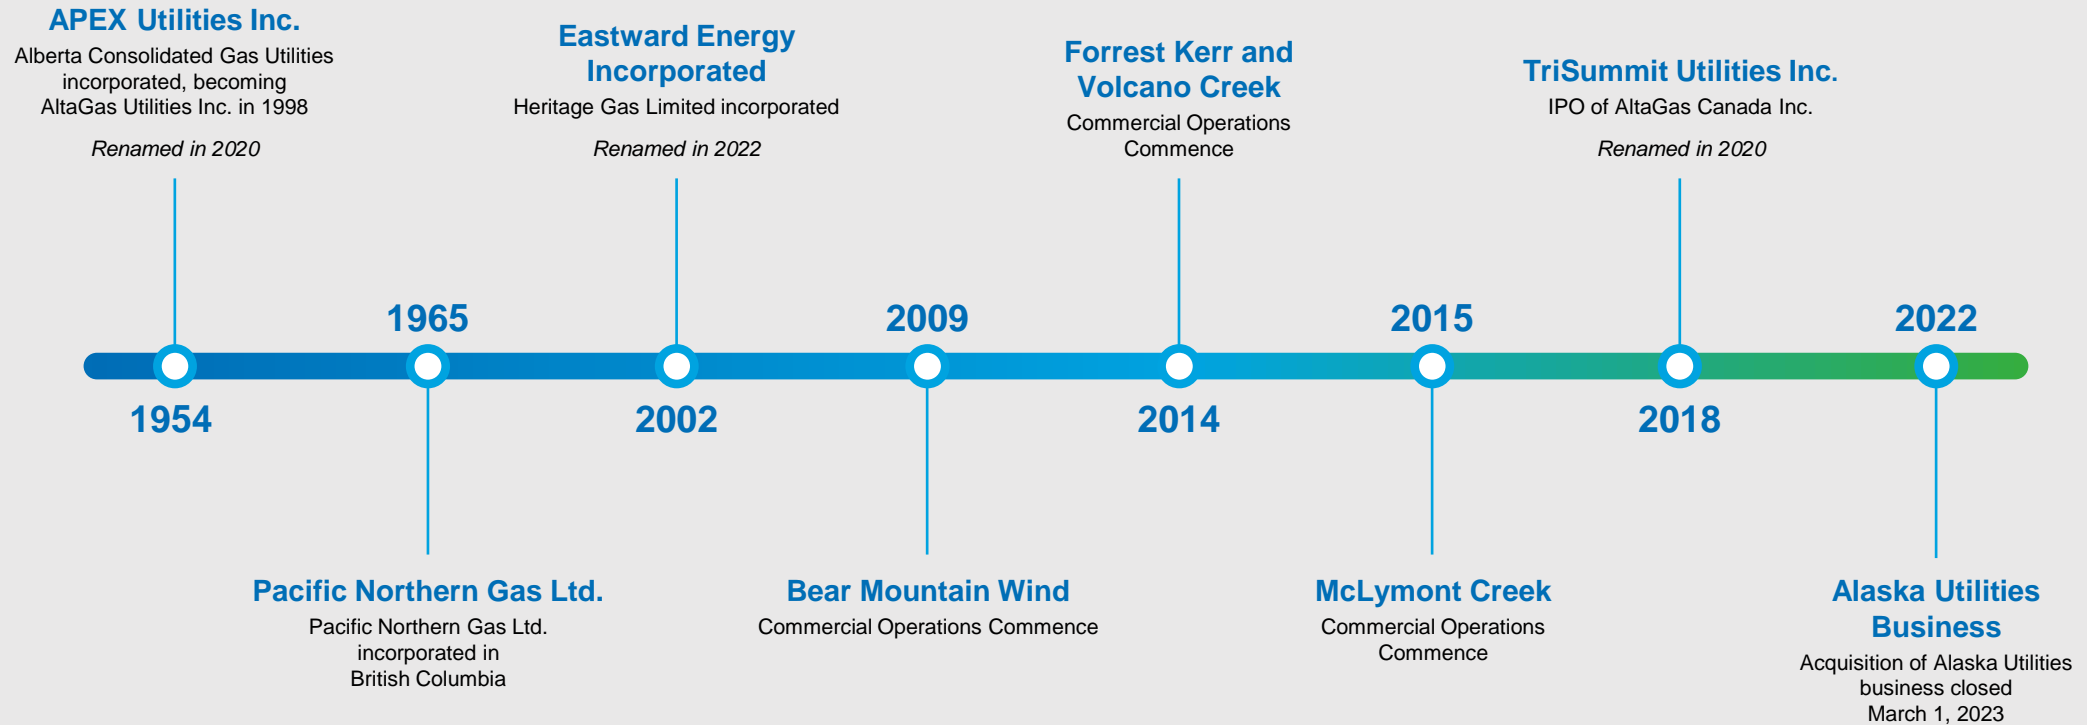 APEX Utilities Inc.
Alberta Consolidated Gas Utilities
incorporated, becoming
AltaGas Utilities Inc. in 1998
Renamed in 2020
Eastward Energy
Incorporated
Heritage Gas Limited incorporated
Renamed in 2022
Forrest Kerr and
Volcano Creek
Commercial Operations
Commence
TriSummit Utilities Inc.
IPO of AltaGas Canada Inc.
Renamed in 2020
1965
2009
2015
2022
1954
2002
2014
2018
Pacific Northern Gas Ltd.
Pacific Northern Gas Ltd.
incorporated in
British Columbia
Bear Mountain Wind
Commercial Operations Commence
McLymont Creek
Commercial Operations
Commence
Alaska Utilities
Business
Acquisition of Alaska Utilities
business closed
March 1, 2023